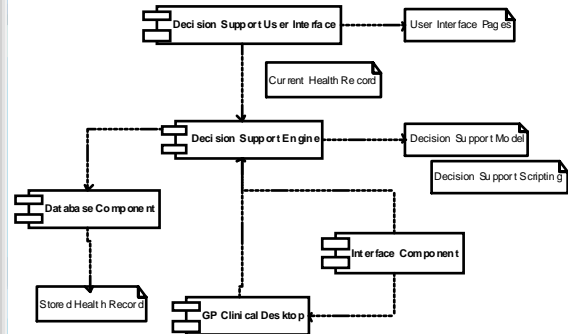 Decision Support User Interface
User Interface Pages
Current Health Record
Decision Support Engine
Decision Support Model
Decision Support Scripting
Database Component
Interface Component
Stored Health Record
GP Clinical Desktop